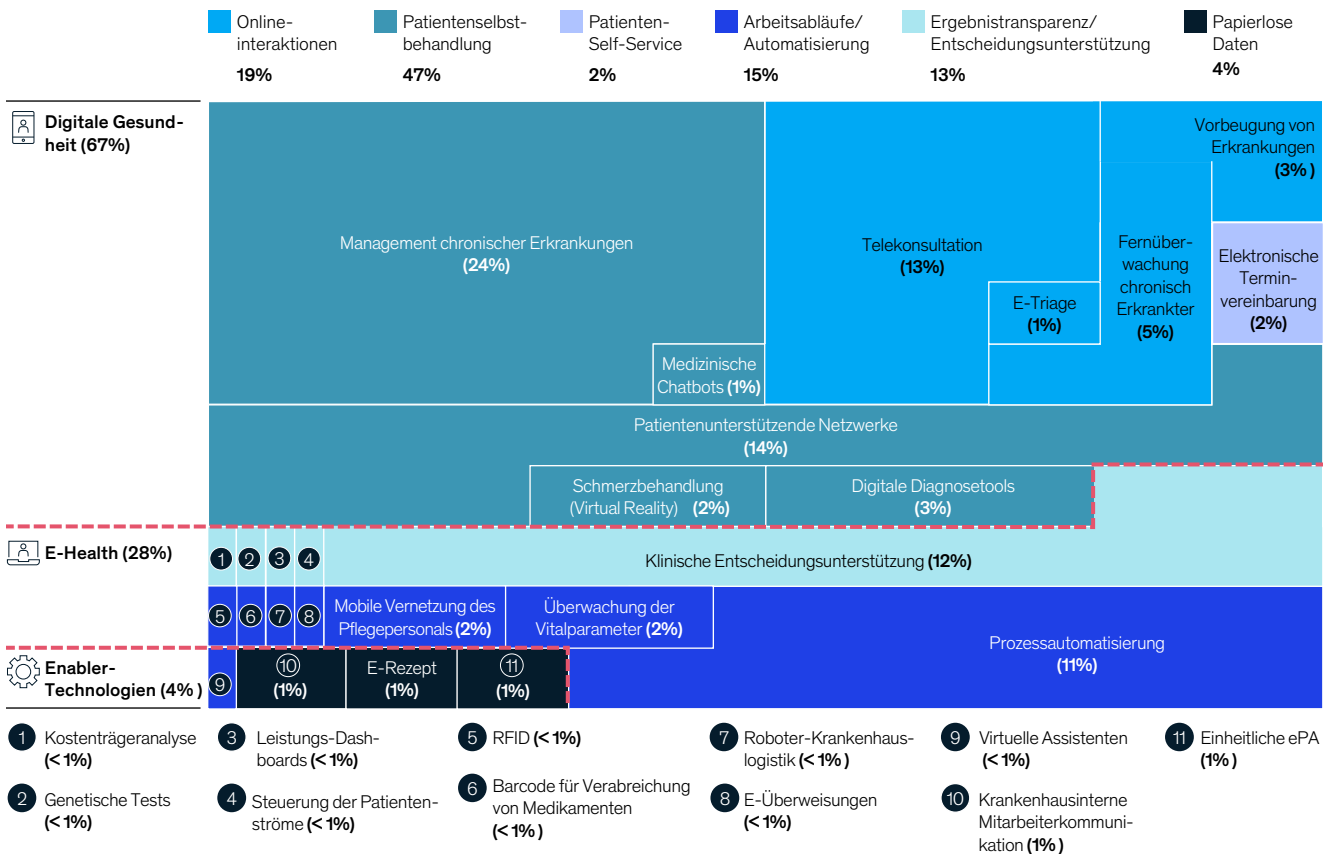 Online-
interaktionen
19%
Patientenselbst-
behandlung
47%
Patienten-
Self-Service
2%
Arbeitsabläufe/
Automatisierung
15%
Ergebnistransparenz/
Entscheidungsunterstützung
13%
Papierlose
Daten
4%
Digitale Gesund-
heit (67%)
Management chronischer Erkrankungen
(24%)
Medizinische
Chatbots (1%)
Telekonsultation
(13%)
E-Triage
(1%)
Vorbeugung von
Erkrankungen
(3% )
Fernüber-
wachung
chronisch
Erkrankter
(5%)
Elektronische
Termin-
vereinbarung
(2%)
Patientenunterstützende Netzwerke
(14%)
Schmerzbehandlung
(Virtual Reality) (2%)
Digitale Diagnosetools
(3%)
E-Health (28%)
1 2 3 4
Klinische Entscheidungsunterstützung (12%)
5 6 7 8
Mobile Vernetzung des
Pflegepersonals (2%)
Überwachung der
Vitalparameter (2%)
Prozessautomatisierung
(11%)
Enabler-
Technologien (4%)
9
10
(1%)
E-Rezept
(1%)
11
(1%)
1 Kostenträgeranalyse
(< 1%)
2 Genetische Tests
(< 1%)
3 Leistungs-Dash-
boards (< 1%)
4 Steuerung der Patienten-
ströme (< 1%)
5 RFID (< 1%)
6 Barcode für Verabreichung
von Medikamenten
(< 1% )
7 Roboter-Krankenhaus-
logistik (< 1% )
8 E-Überweisungen
(< 1%)
9 Virtuelle Assistenten
(< 1%)
10 Krankenhausinterne
Mitarbeiterkommuni-
kation (1% )
11 Einheitliche ePA
(1% )